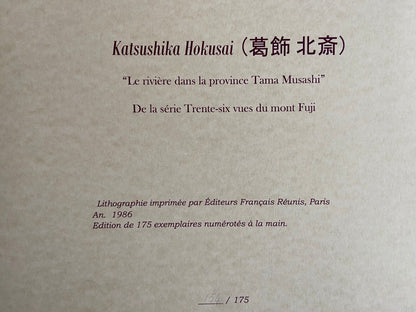 Katsushika Hokusai (葛飾 北斎)
“Le rivière dans la province Tama Musashi”
De la série Trente-six vues du mont Fuji
Lithographie imprimée par Éditeurs Français Réunis, Paris
An. 1986
Edition de 175 exemplaires numérotés à la main.
/ 175